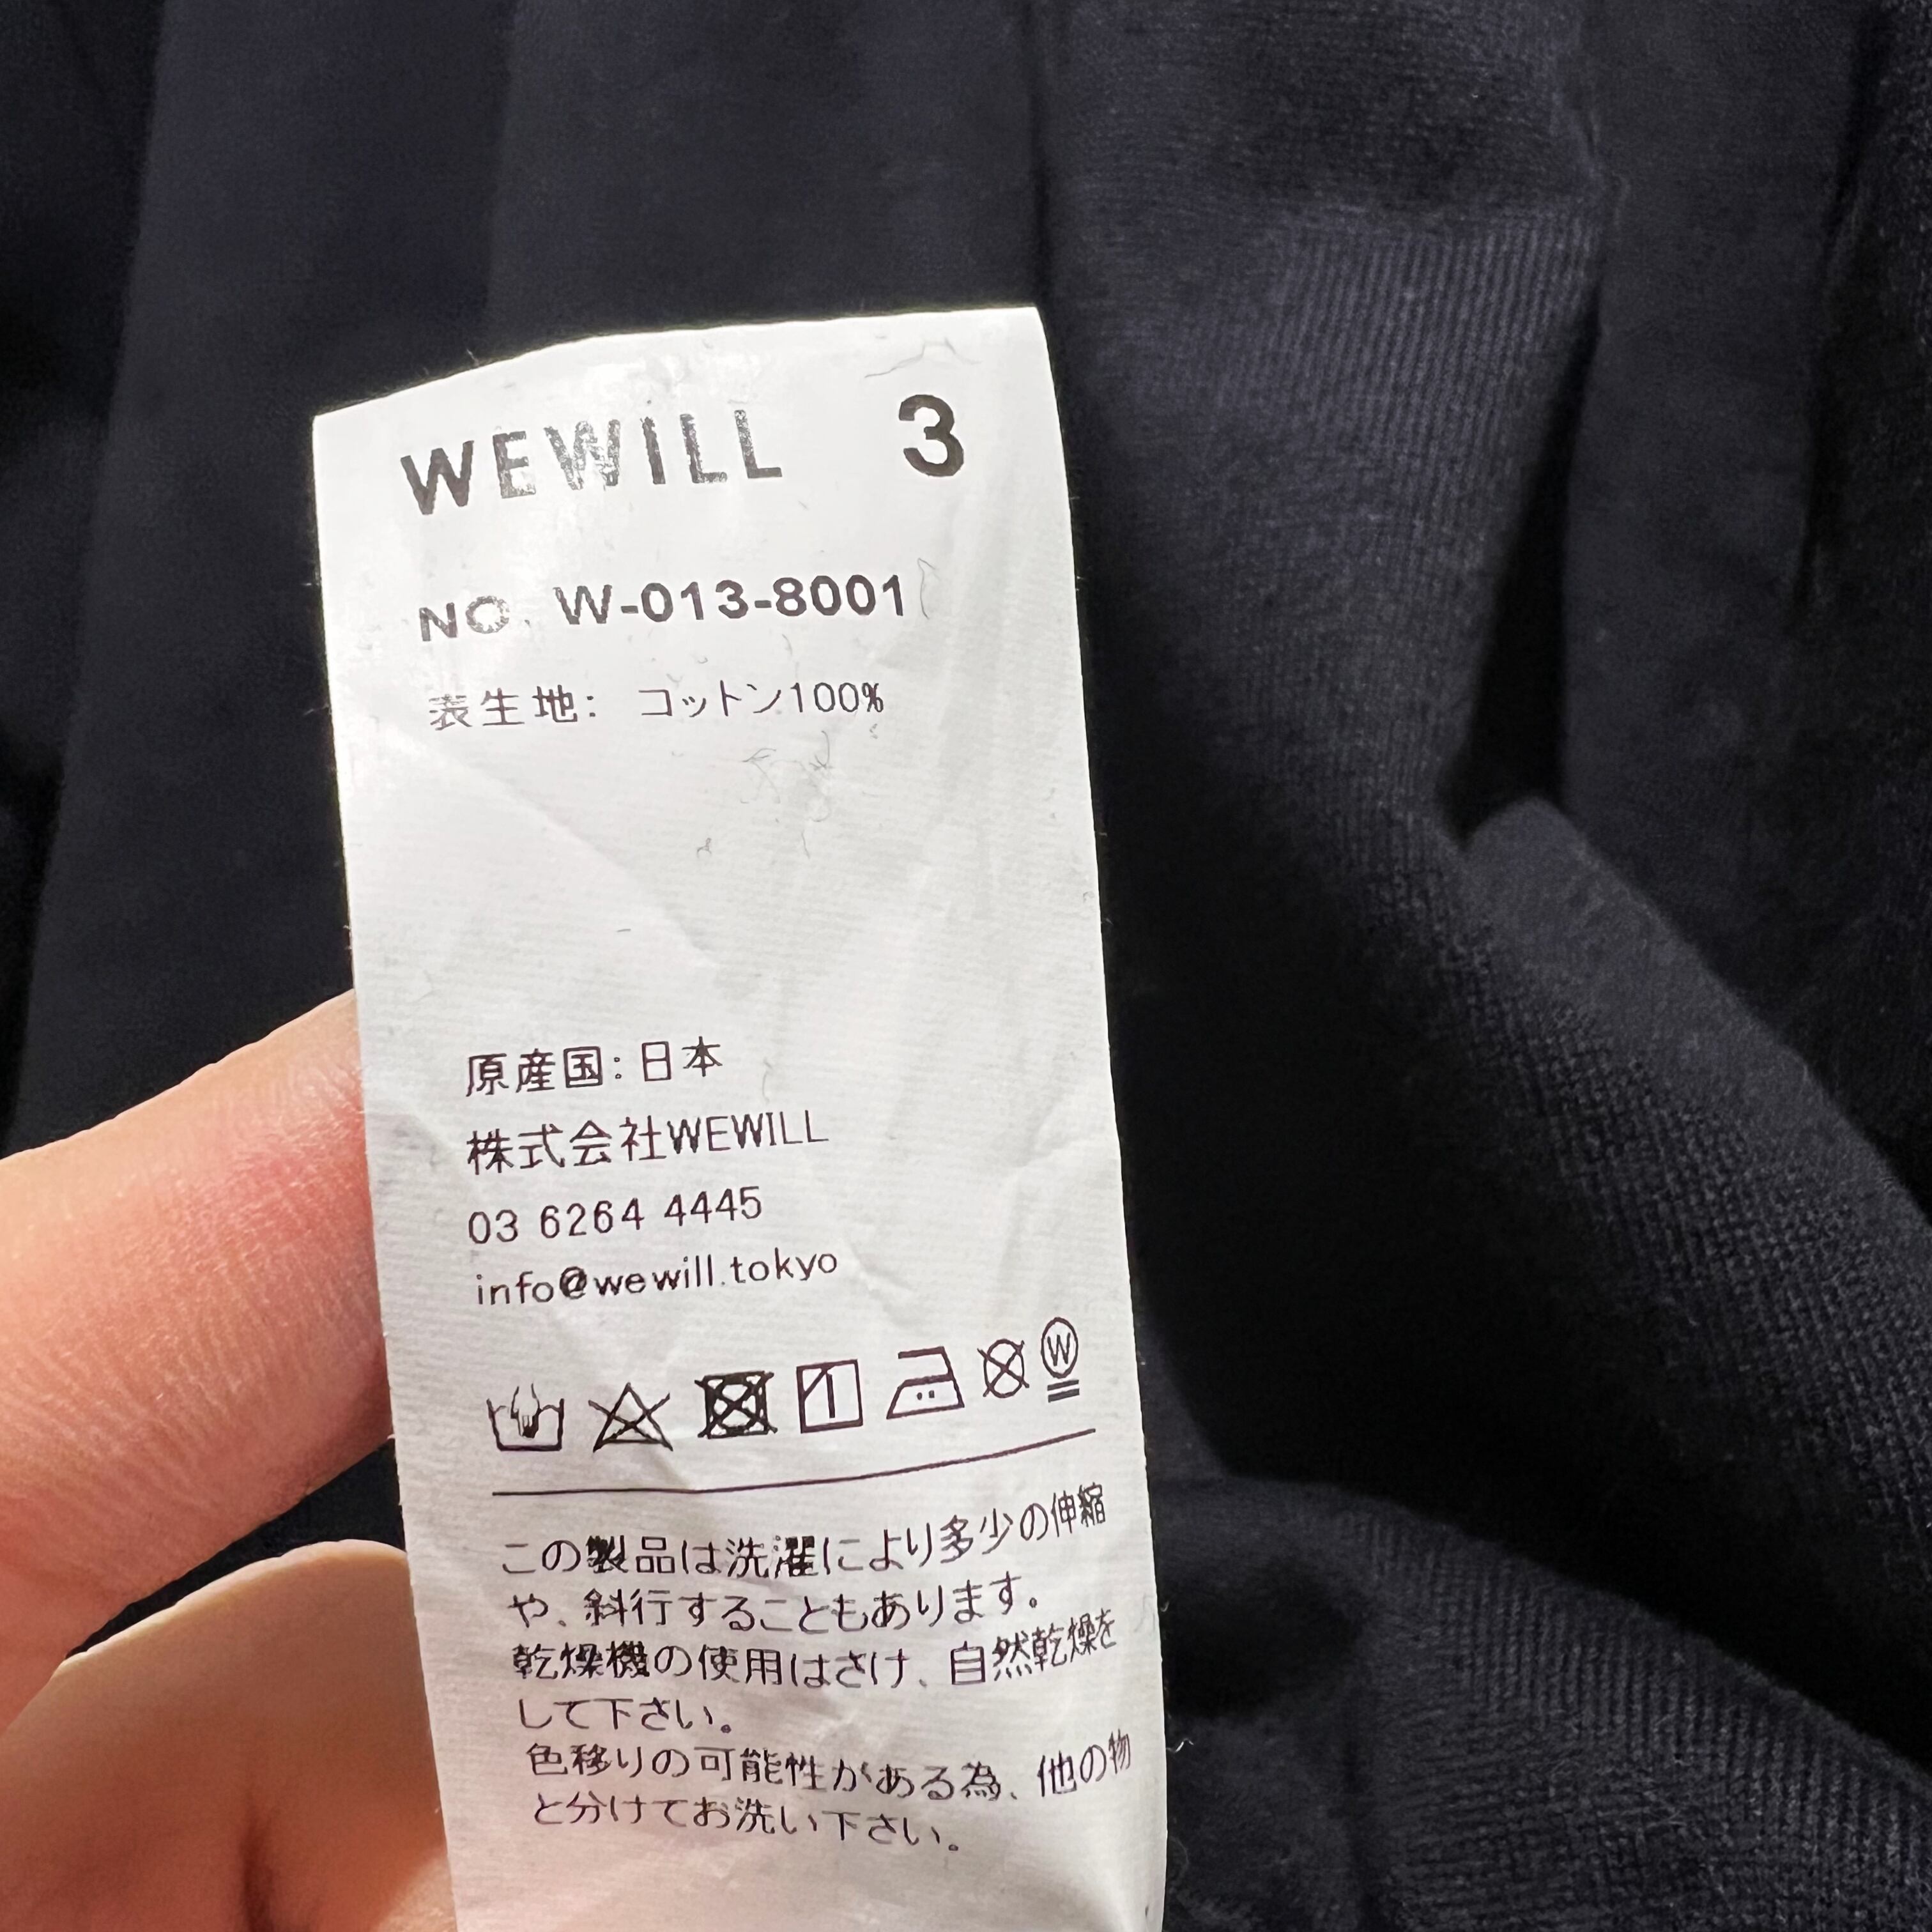 WEWILL 3
NO. W-013-8001
表生地: コットン100%
原産国: 日本
株式会社WEWILL
03 6264 4445
info@wewill.tokyo
W
この製品は洗濯により多少の伸縮
や、斜行することもあります。
乾燥機の使用はさけ、自然乾燥を
して下さい。
色移りの可能性がある為、他の物
と分けてお洗い下さい。